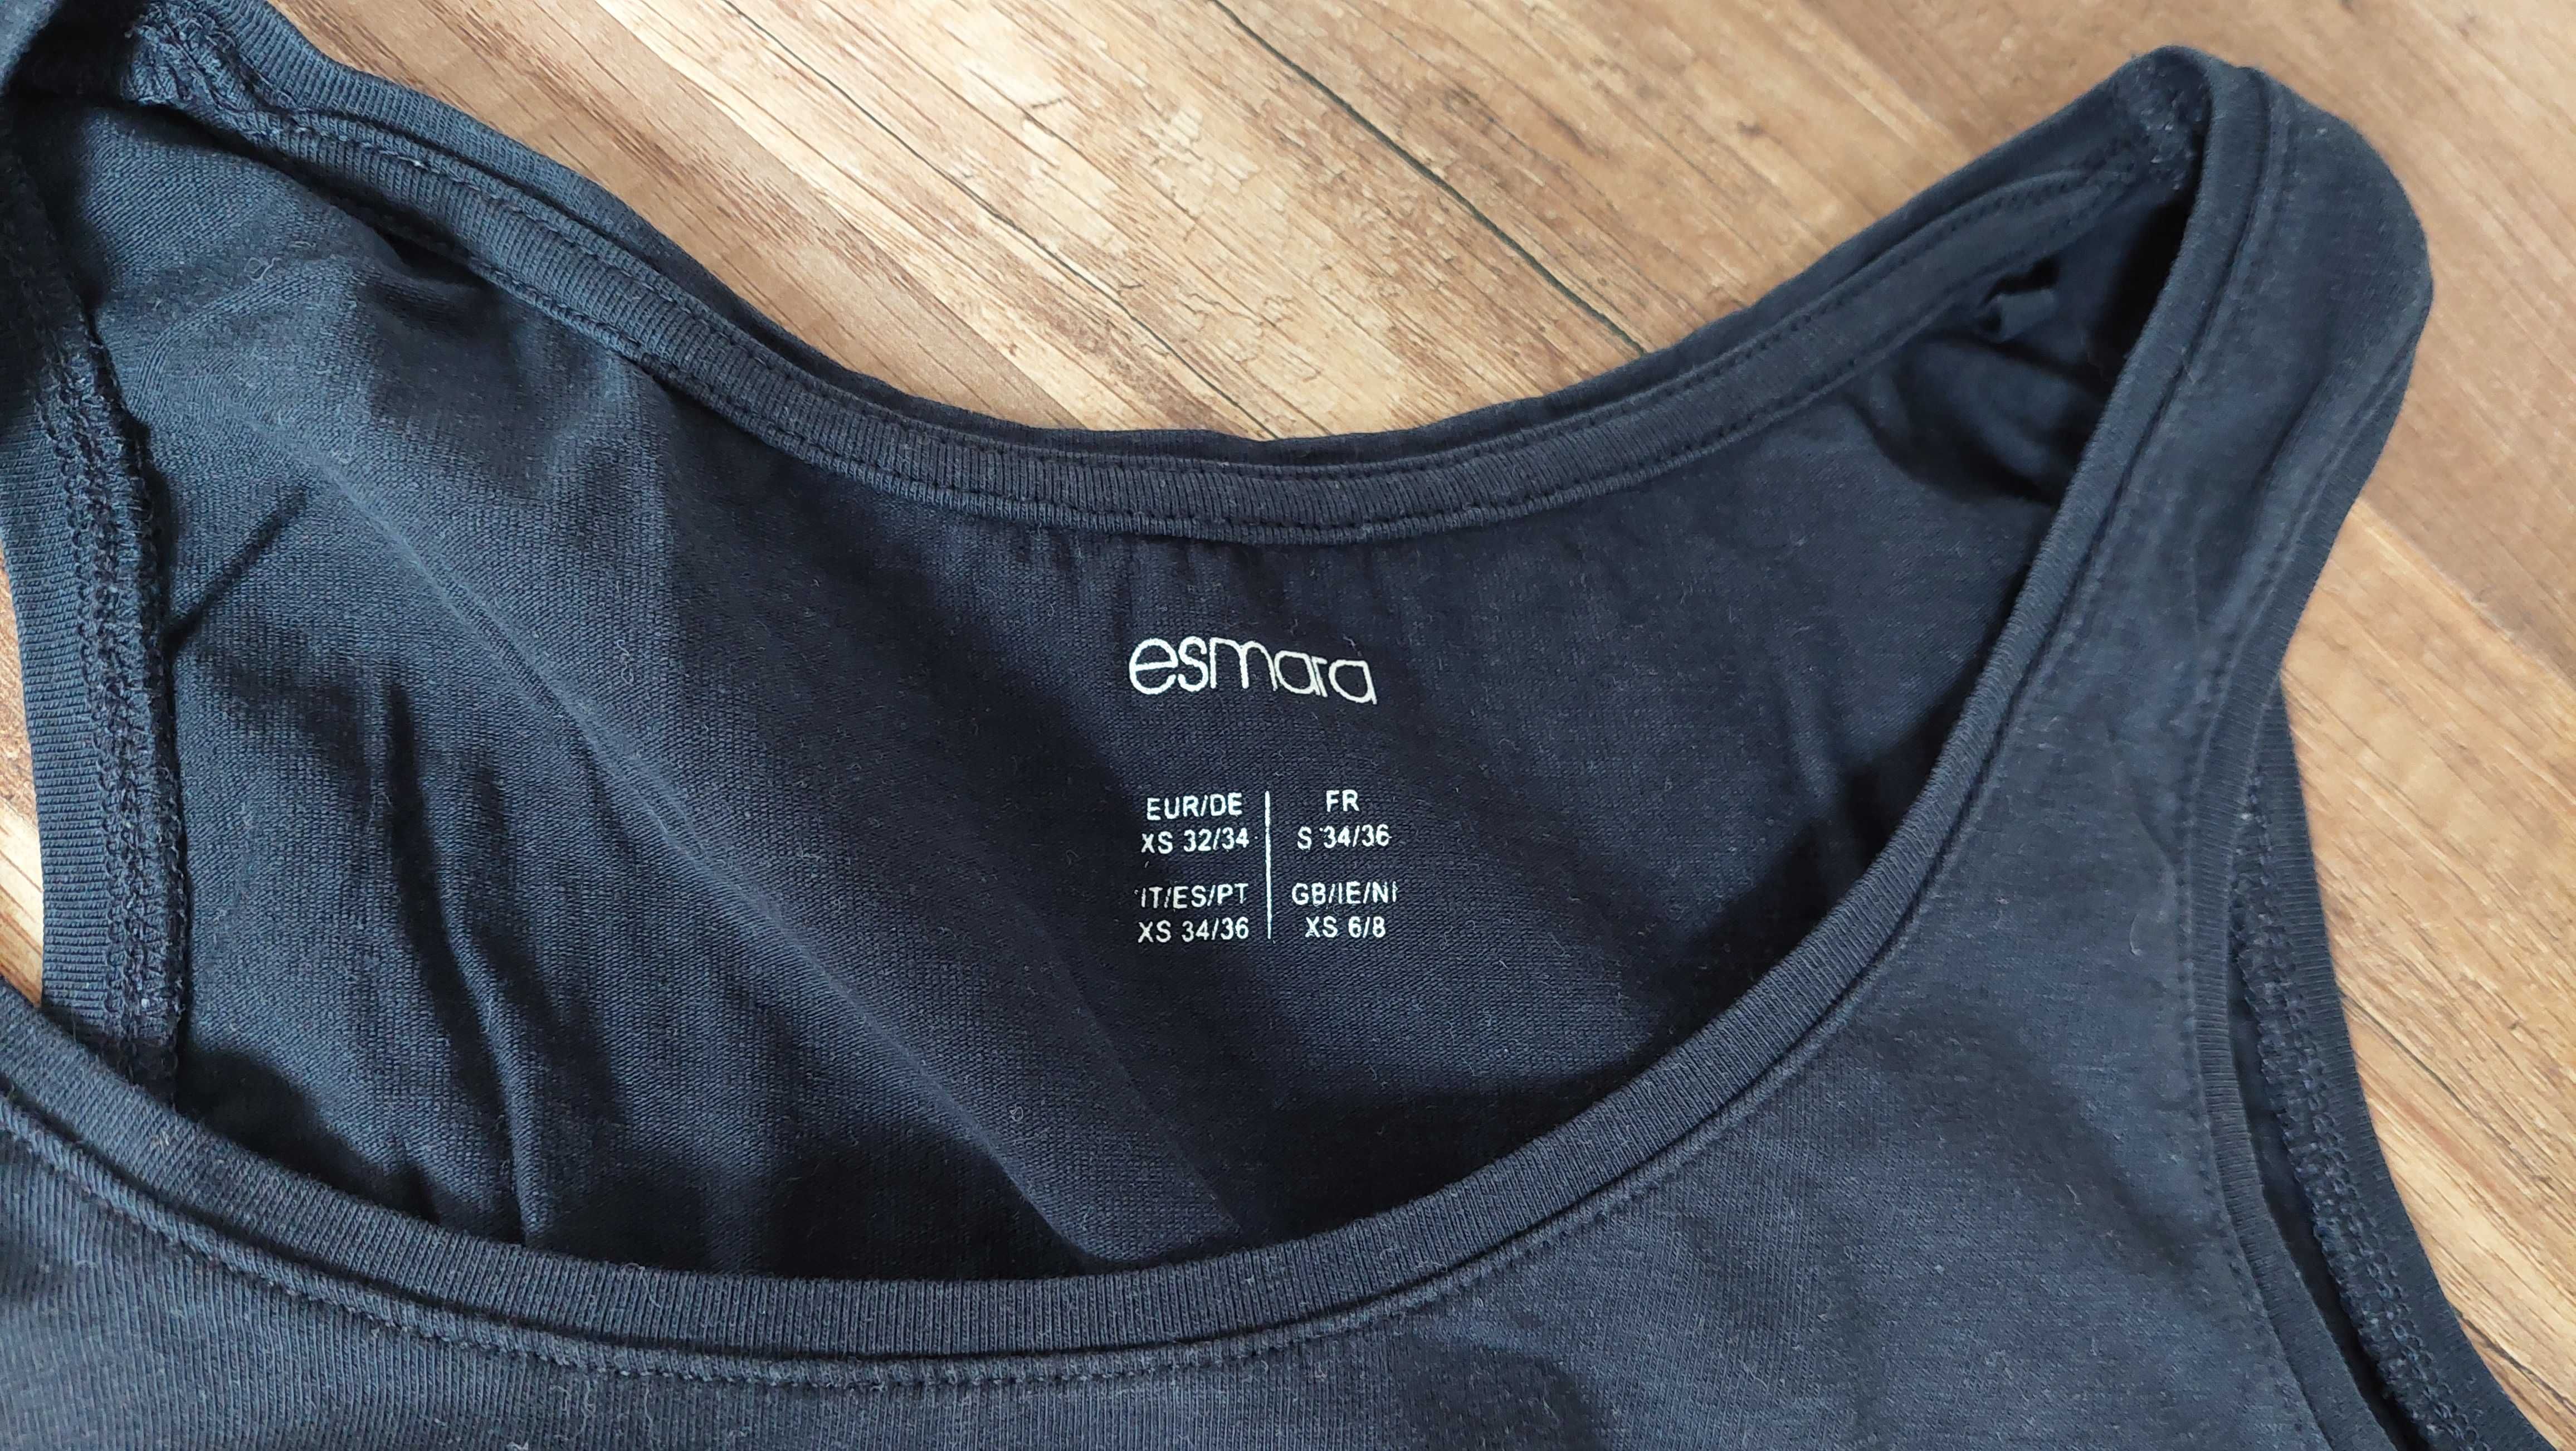 esmara
EUR/DE
XS 32/34
FR
S 34/36
IT/ES/PT
XS 34/36
GB/IE/NI
XS 6/8